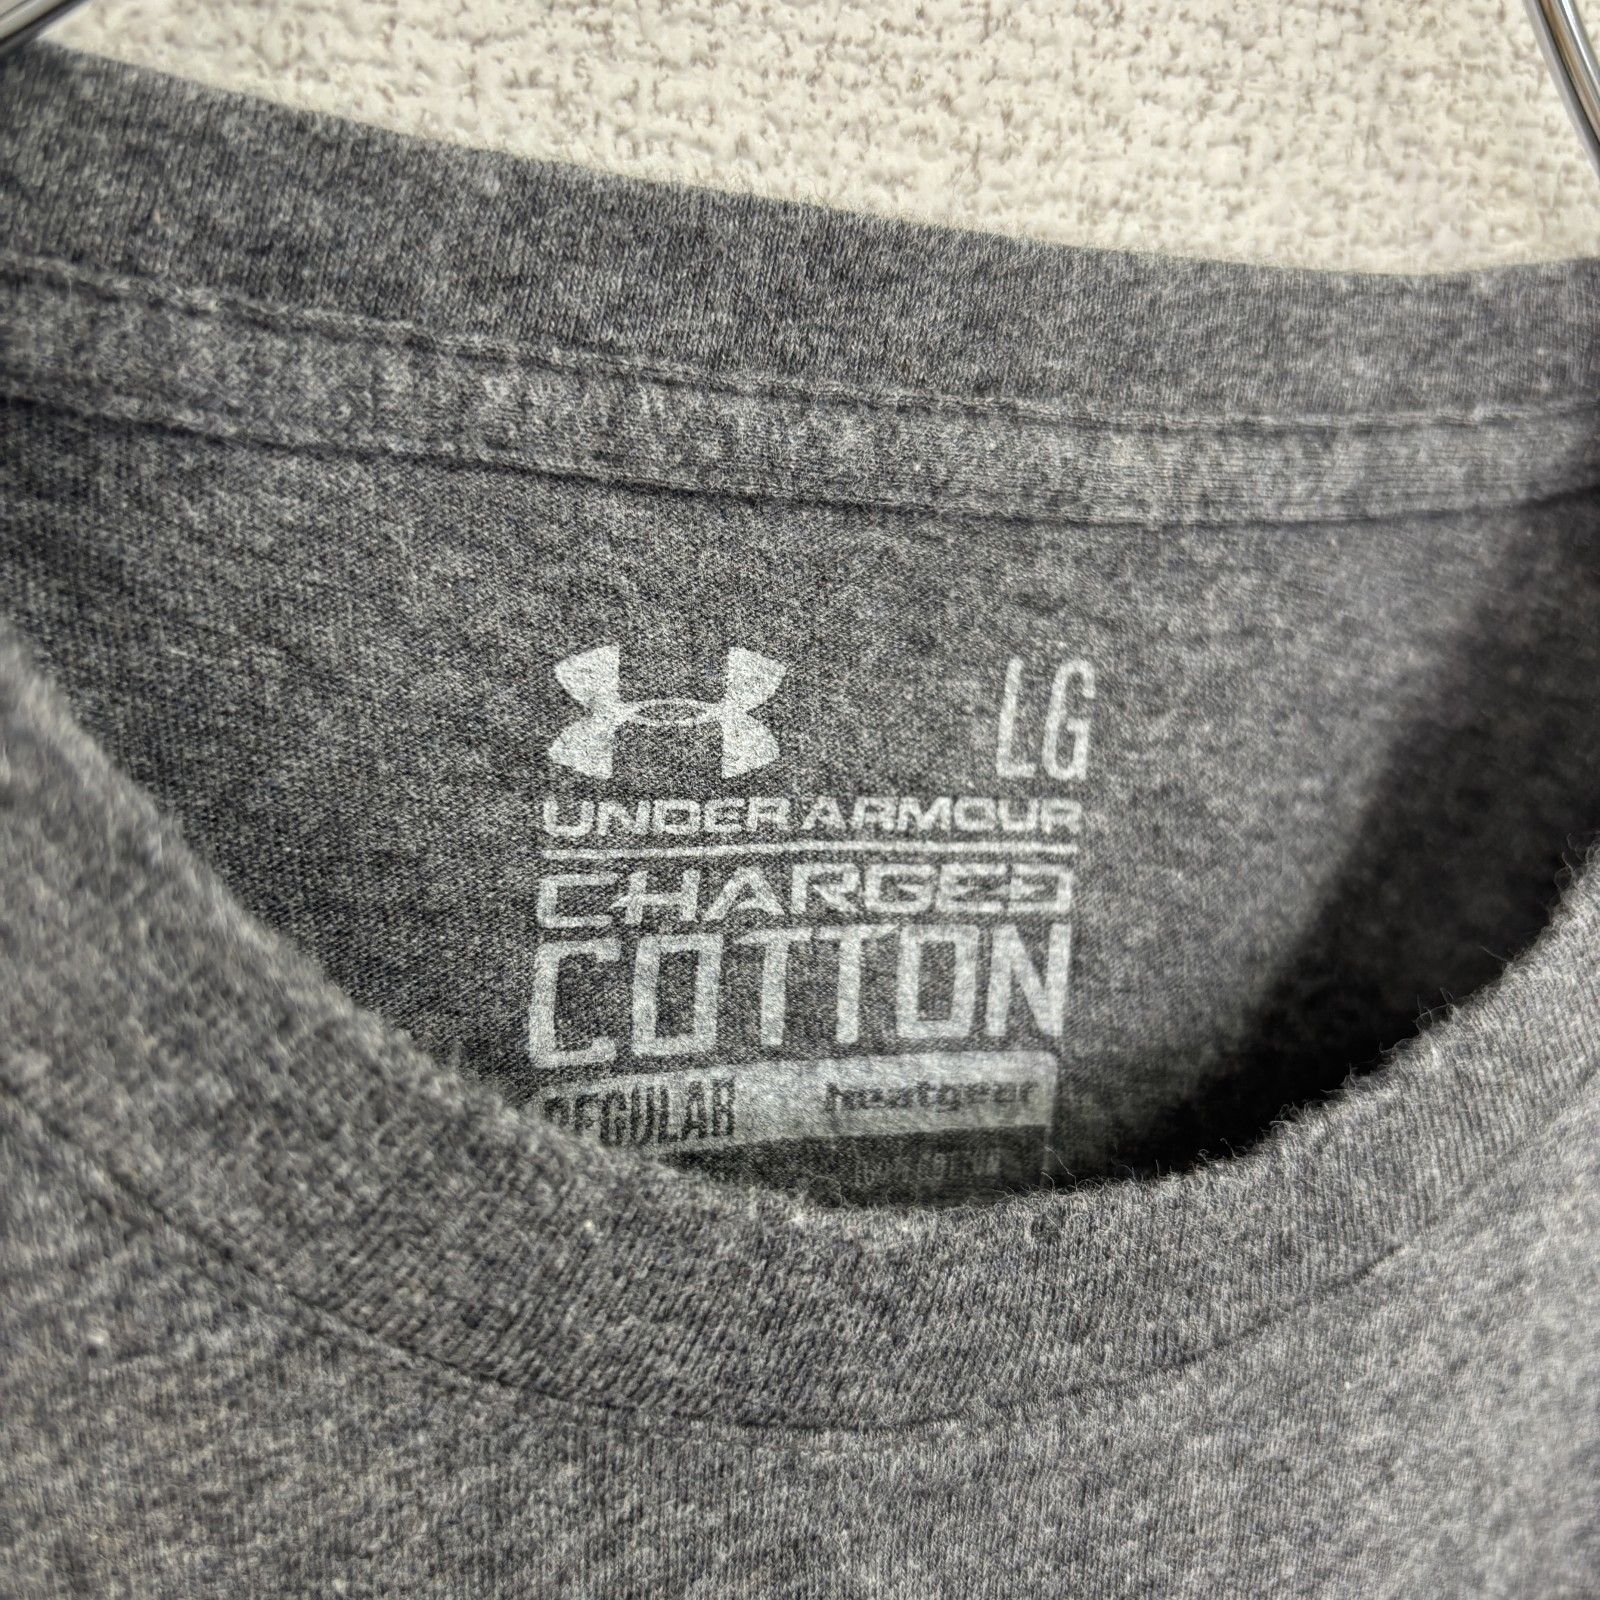 LG
UNDER ARMOUR
CHARGED
COTTON
REGULAR heatgear